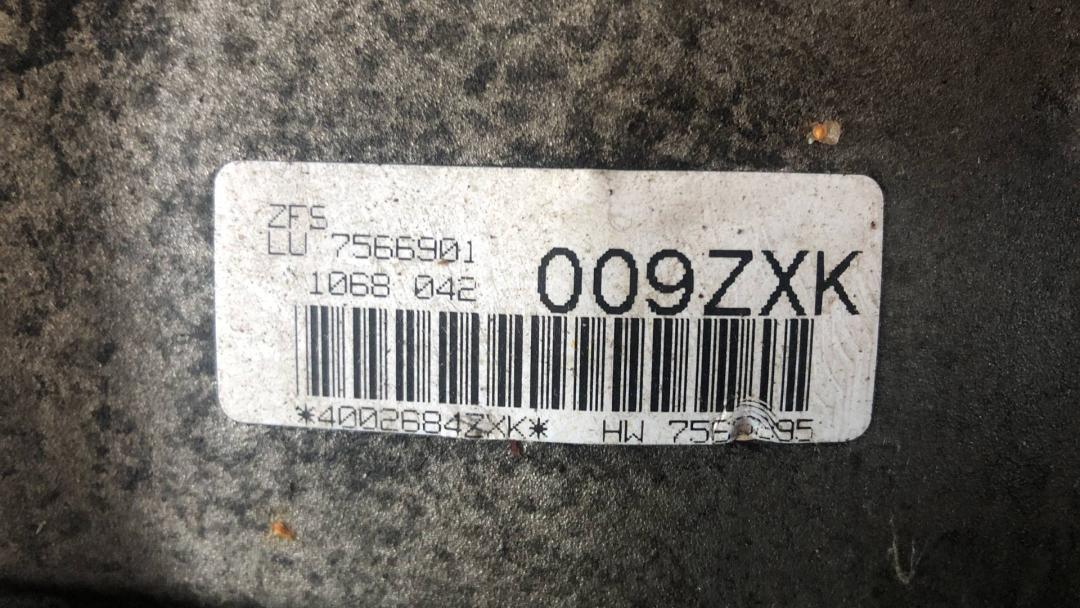 ZFS
LU 7566901
1068 042
009ZXK
*4002684ZXK* HW